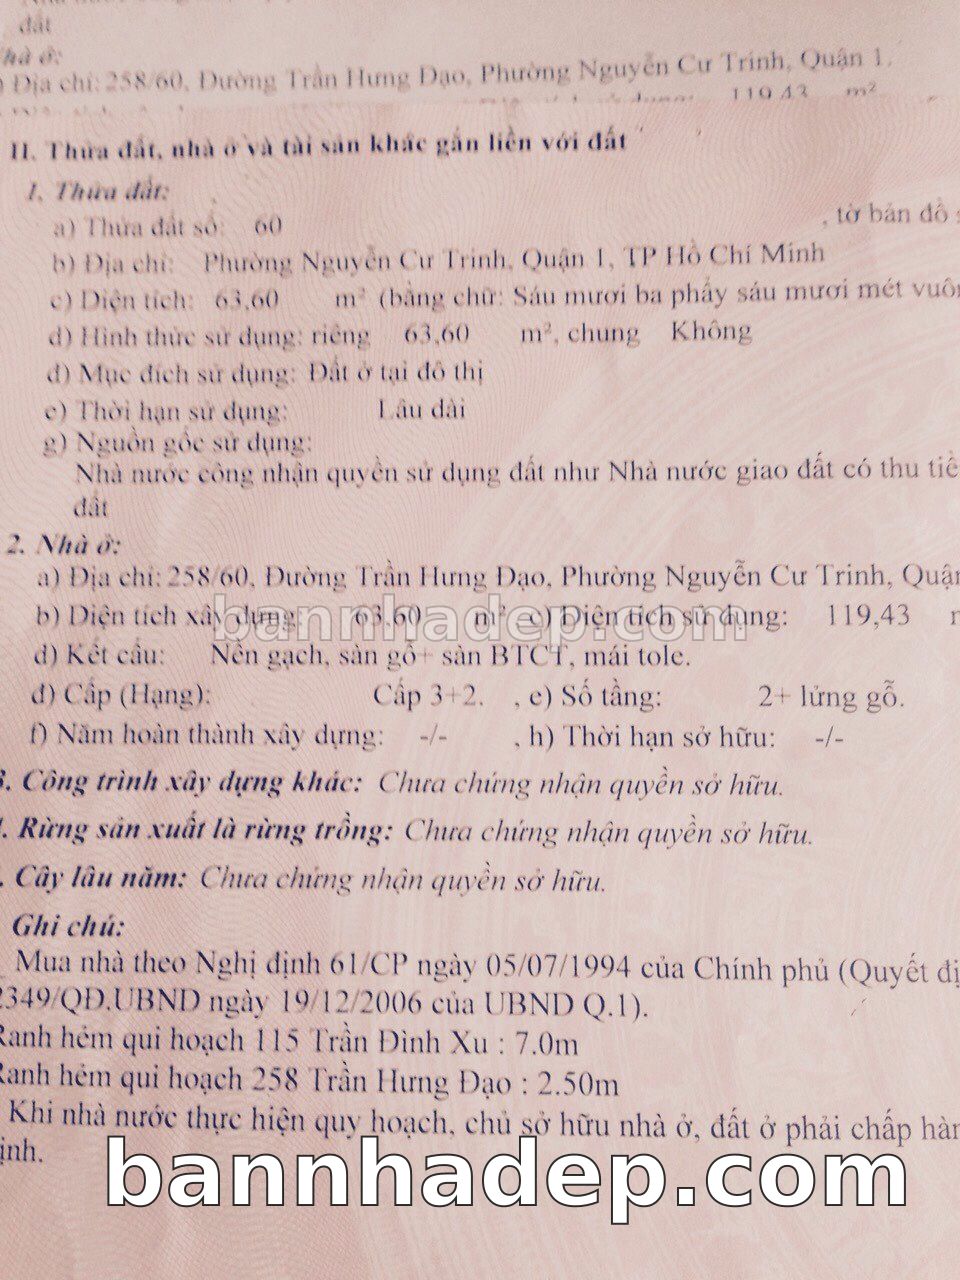 đất
hà ở:
) Địa chỉ: 258/60, Đường Trần Hưng Đạo, Phường Nguyễn Cư Trinh, Quận 1.
119,43 m²
II. Thửa đất, nhà ở và tài sản khác gắn liền với đất
1. Thửa đất:
a) Thửa đất số: 60 , tờ bản đồ s
b) Địa chỉ: Phường Nguyễn Cư Trinh, Quận 1, TP Hồ Chí Minh
c) Diện tích: 63,60 m² (bằng chữ: Sáu mươi ba phẩy sáu mươi mét vuôn
d) Hình thức sử dụng: riêng 63,60 m², chung Không
đ) Mục đích sử dụng: Đất ở tại đô thị
e) Thời hạn sử dụng: Lâu dài
g) Nguồn gốc sử dụng:
Nhà nước công nhận quyền sử dụng đất như Nhà nước giao đất có thu tiề
đất
2. Nhà ở:
a) Địa chỉ: 258/60, Đường Trần Hưng Đạo, Phường Nguyễn Cư Trinh, Quận
b) Diện tích xây dựng: 63,60 m² c) Diện tích sử dụng: 119,43 m
bannhadep.com
d) Kết cấu: Nền gạch, sàn gỗ+ sàn BTCT, mái tole.
đ) Cấp (Hạng): Cấp 3+2. , e) Số tầng: 2+ lửng gỗ.
f) Năm hoàn thành xây dựng: -/- , h) Thời hạn sở hữu: -/-
3. Công trình xây dựng khác: Chưa chứng nhận quyền sở hữu.
4. Rừng sản xuất là rừng trồng: Chưa chứng nhận quyền sở hữu.
. Cây lâu năm: Chưa chứng nhận quyền sở hữu.
Ghi chú:
Mua nhà theo Nghị định 61/CP ngày 05/07/1994 của Chính phủ (Quyết đị
2349/QĐ.UBND ngày 19/12/2006 của UBND Q.1).
Ranh hẻm qui hoạch 115 Trần Đình Xu : 7.0m
Ranh hẻm qui hoạch 258 Trần Hưng Đạo : 2.50m
Khi nhà nước thực hiện quy hoạch, chủ sở hữu nhà ở, đất ở phải chấp hàn
ịnh.
bannhadep.com